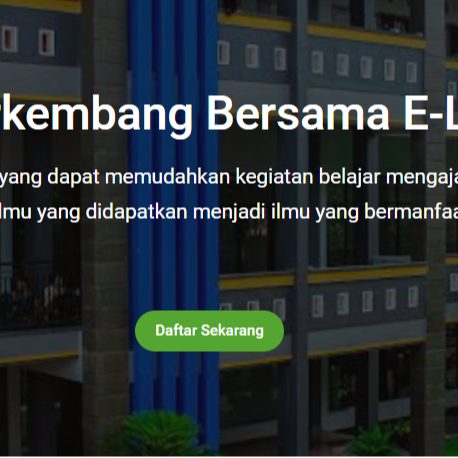 rkembang Bersama E-L
yang dapat memudahkan kegiatan belajar mengaja
lmu yang didapatkan menjadi ilmu yang bermanfaa
Daftar Sekarang